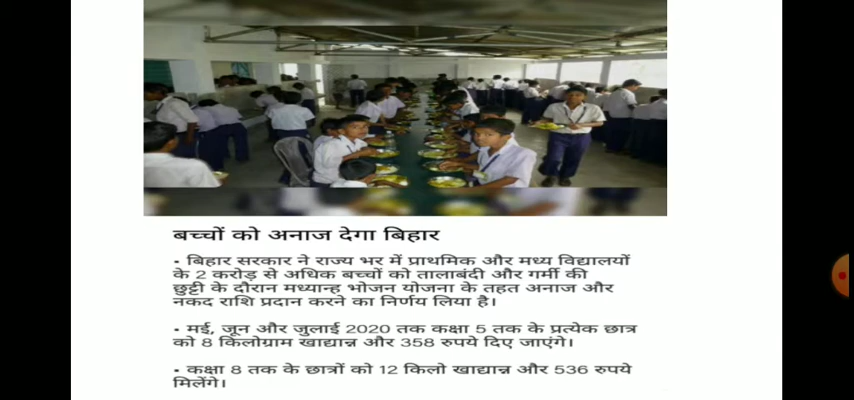 बच्चों को अनाज देगा बिहार
• बिहार सरकार ने राज्य भर में प्राथमिक और मध्य विद्यालयों
के 2 करोड़ से अधिक बच्चों को तालाबंदी और गर्मी की
छुट्टी के दौरान मध्यान्ह भोजन योजना के तहत अनाज और
नकद राशि प्रदान करने का निर्णय लिया है।
• मई, जून और जुलाई 2020 तक कक्षा 5 तक के प्रत्येक छात्र
को 8 किलोग्राम खाद्यान्न और 358 रुपये दिए जाएंगे।
• कक्षा 8 तक के छात्रों को 12 किलो खाद्यान्न और 536 रुपये
मिलेंगे।